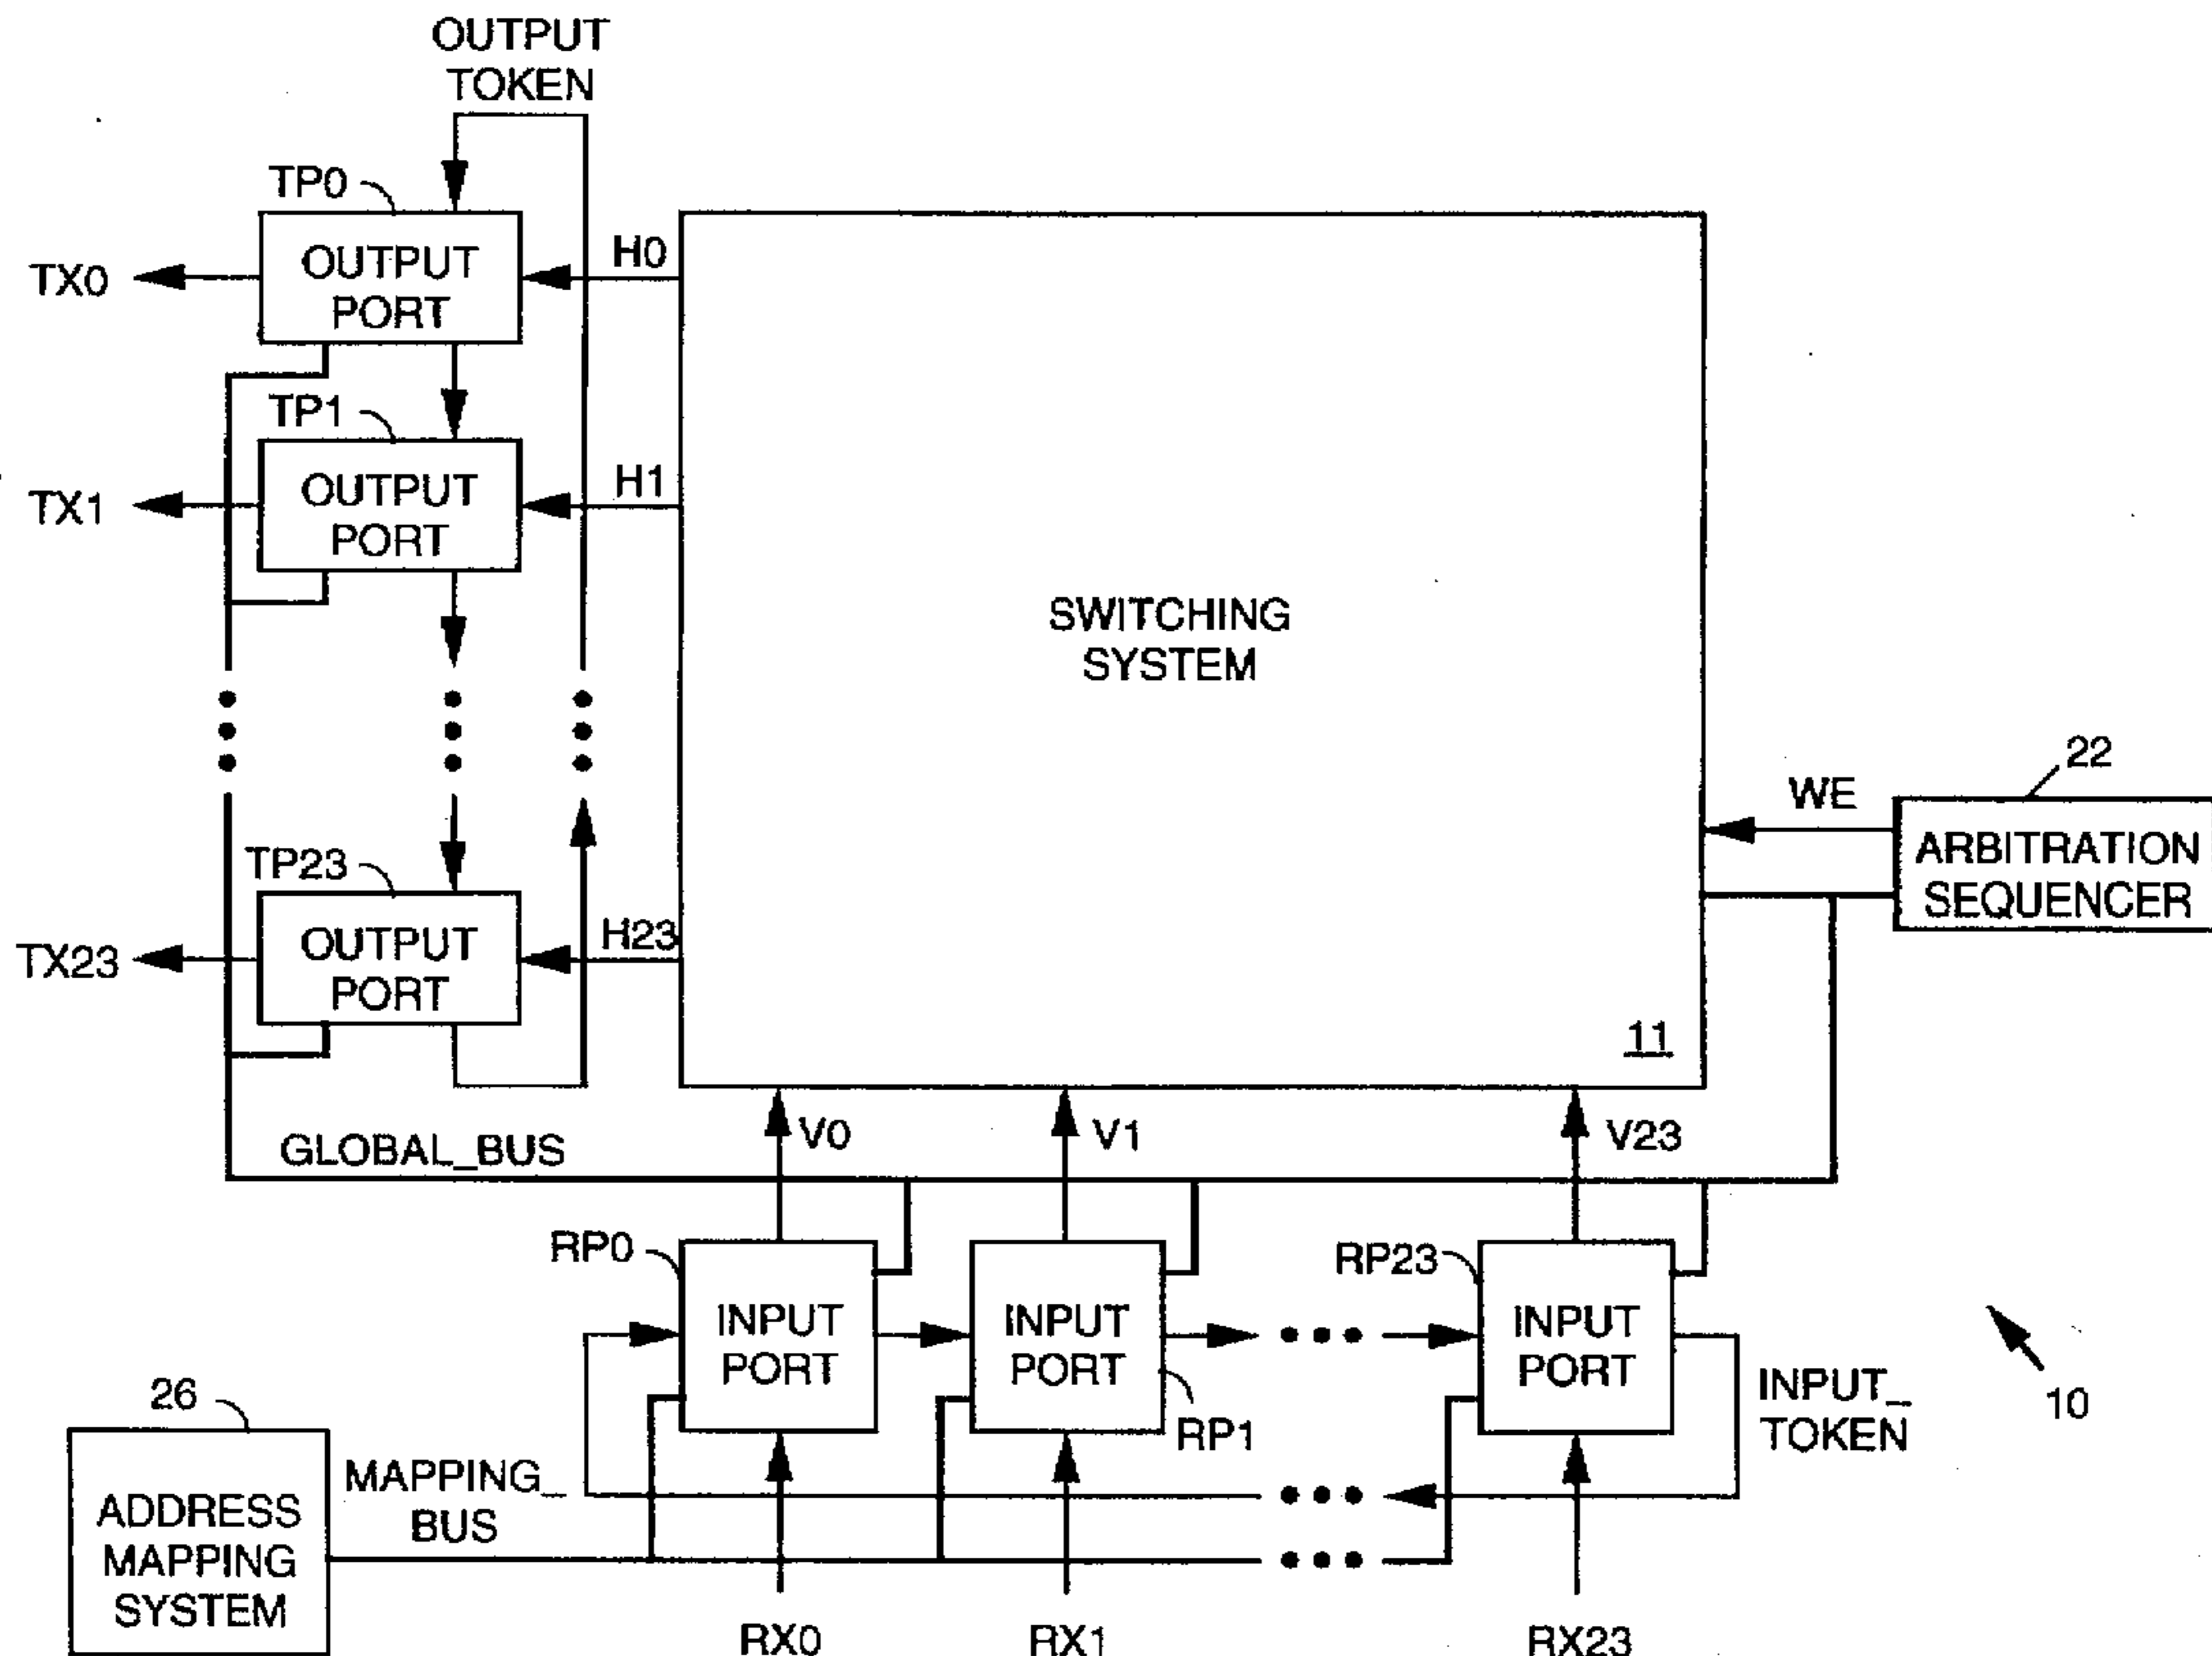 OUTPUT
TOKEN
TP0
TX0
OUTPUT
PORT
H0
TP1
TX1
OUTPUT
PORT
H1
SWITCHING
SYSTEM
22
WE
ARBITRATION
SEQUENCER
TP23
TX23
OUTPUT
PORT
H23
11
V0
V1
V23
GLOBAL_BUS
RP0
INPUT
PORT
INPUT
PORT
RP1
RP23
INPUT
PORT
INPUT_
TOKEN
10
26
ADDRESS
MAPPING
SYSTEM
MAPPING_
BUS
RX0
RX1
RX23